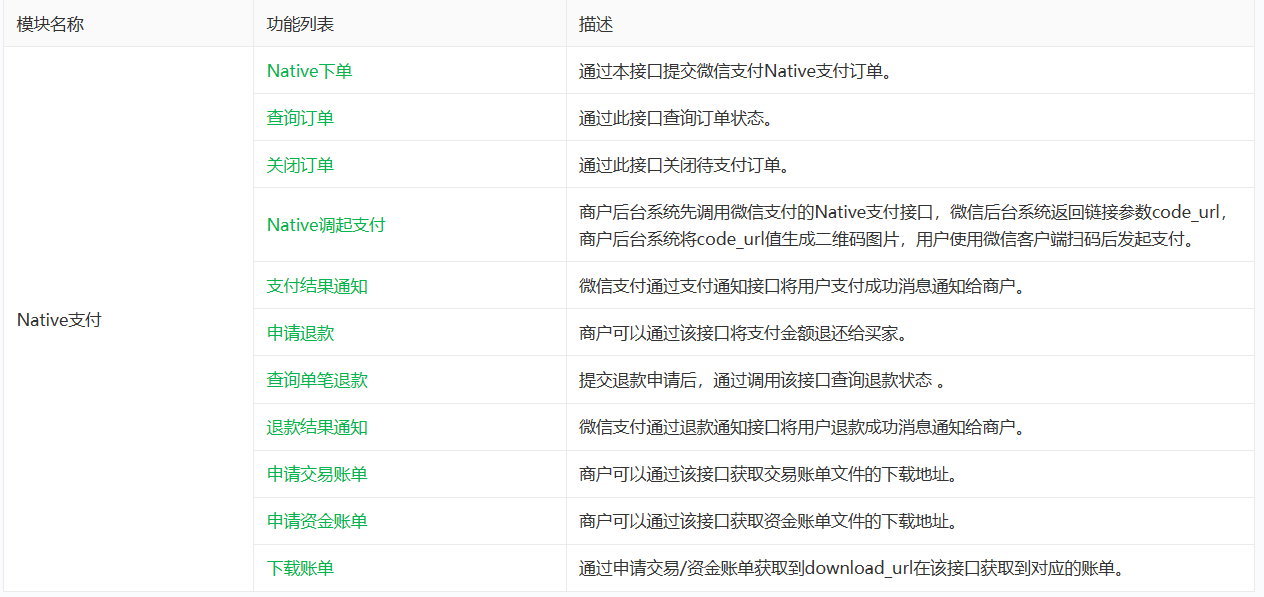 模块名称
功能列表
描述
Native支付
Native下单
通过本接口提交微信支付Native支付订单。
查询订单
通过此接口查询订单状态。
关闭订单
通过此接口关闭待支付订单。
Native调起支付
商户后台系统先调用微信支付的Native支付接口，微信后台系统返回链接参数code_url，
商户后台系统将code_url值生成二维码图片，用户使用微信客户端扫码后发起支付。
支付结果通知
微信支付通过支付通知接口将用户支付成功消息通知给商户。
申请退款
商户可以通过该接口将支付金额退还给买家。
查询单笔退款
提交退款申请后，通过调用该接口查询退款状态 。
退款结果通知
微信支付通过退款通知接口将用户退款成功消息通知给商户。
申请交易账单
商户可以通过该接口获取交易账单文件的下载地址。
申请资金账单
商户可以通过该接口获取资金账单文件的下载地址。
下载账单
通过申请交易/资金账单获取到download_url在该接口获取到对应的账单。